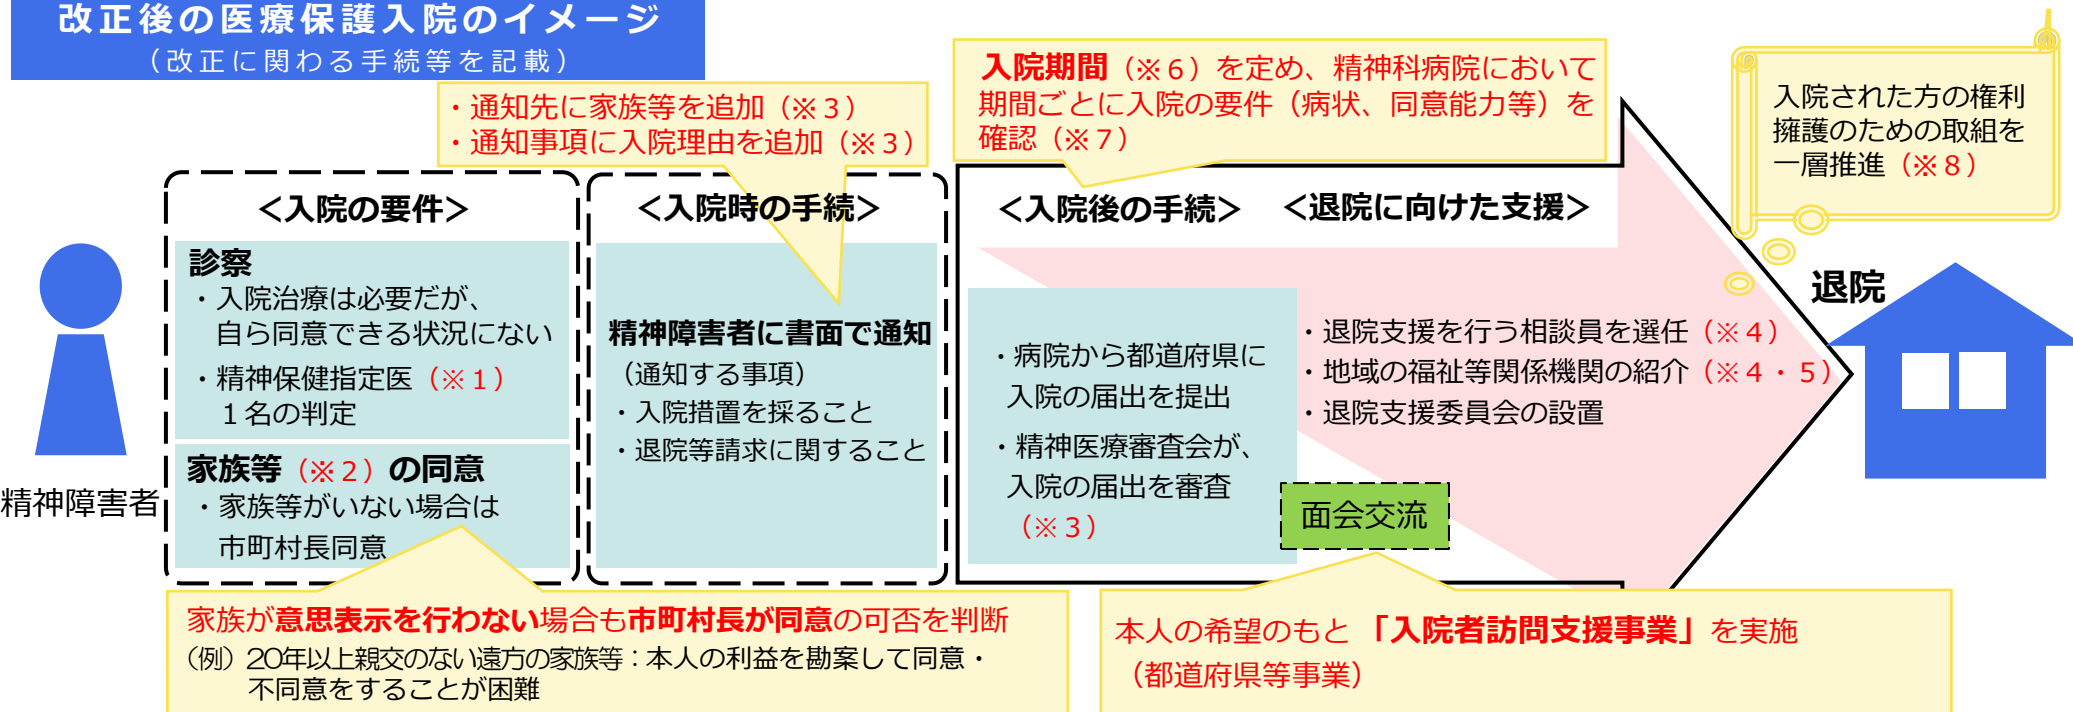 改正後の医療保護入院のイメージ
（改正に関わる手続等を記載）
・通知先に家族等を追加（※３）
・通知事項に入院理由を追加（※３）
入院期間（※６）を定め、精神科病院において
期間ごとに入院の要件（病状、同意能力等）を
確認（※７）
入院された方の権利
擁護のための取組を
一層推進（※８）
精神障害者
＜入院の要件＞
診察
・入院治療は必要だが、
自ら同意できる状況にない
・精神保健指定医（※１）
１名の判定
家族等（※２）の同意
・家族等がいない場合は
市町村長同意
＜入院時の手続＞
精神障害者に書面で通知
（通知する事項）
・入院措置を採ること
・退院等請求に関すること
＜入院後の手続＞
・病院から都道府県に
入院の届出を提出
・精神医療審査会が、
入院の届出を審査
（※３）
＜退院に向けた支援＞
・退院支援を行う相談員を選任（※４）
・地域の福祉等関係機関の紹介（※４・５）
・退院支援委員会の設置
面会交流
退院
家族が意思表示を行わない場合も市町村長が同意の可否を判断
（例）20年以上親交のない遠方の家族等：本人の利益を勘案して同意・
不同意をすることが困難
本人の希望のもと「入院者訪問支援事業」を実施
（都道府県等事業）